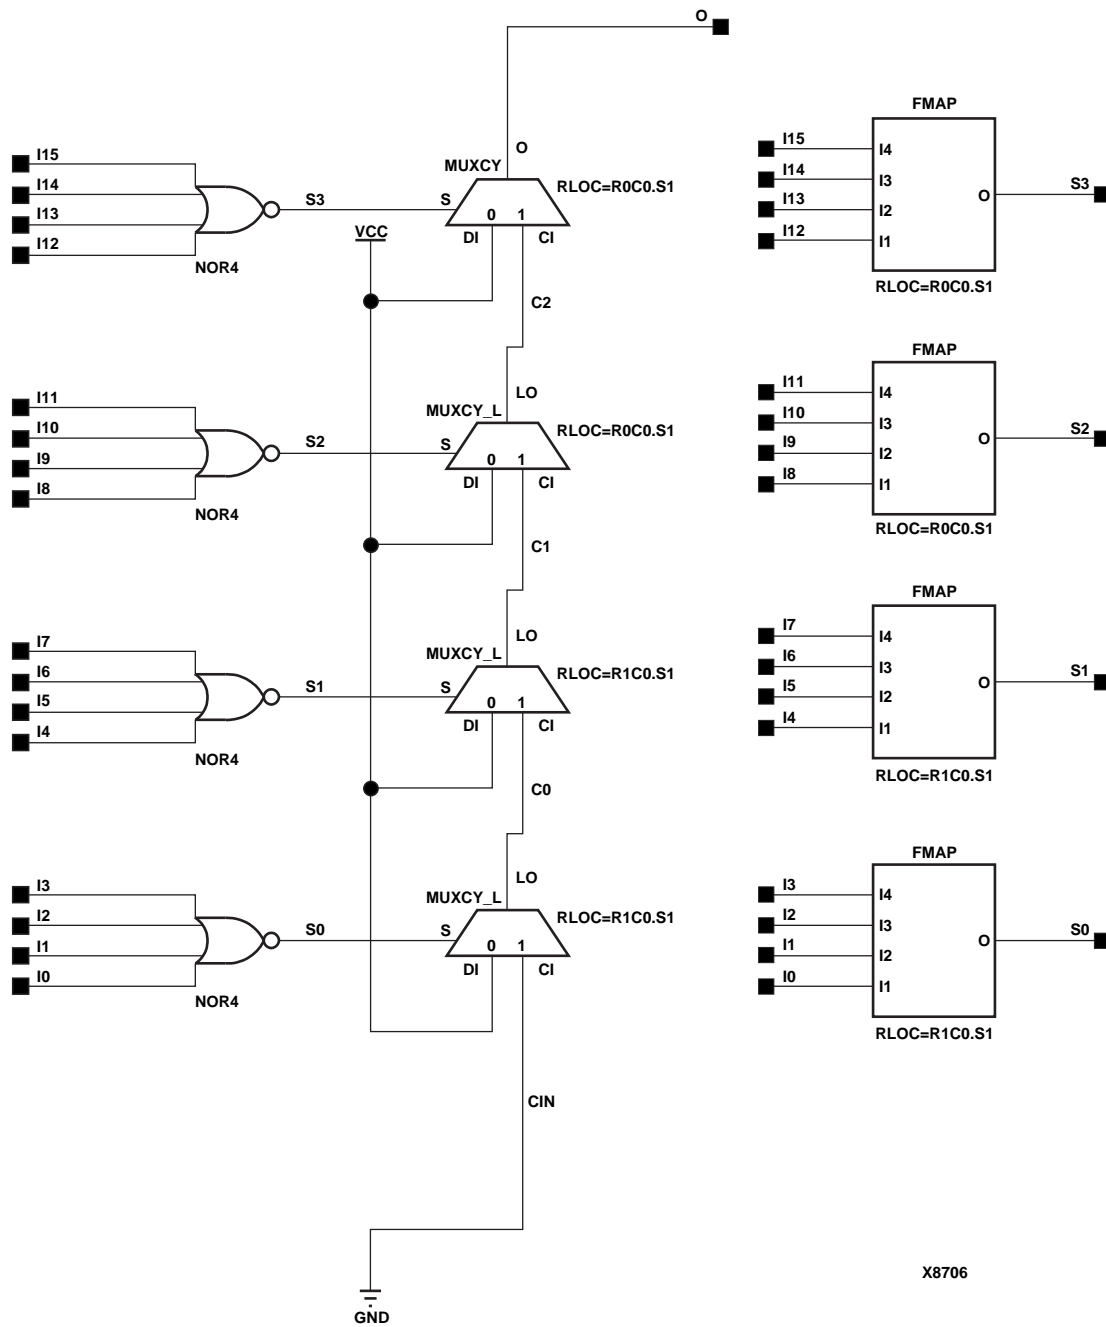 O
I15
I14
I13
I12
NOR4
S3
VCC
MUXCY
O
S
0 1
DI
CI
RLOC=R0C0.S1
C2
I11
I10
I9
I8
NOR4
S2
LO
MUXCY_L
S
0 1
DI
CI
RLOC=R0C0.S1
C1
I7
I6
I5
I4
NOR4
S1
LO
MUXCY_L
S
0 1
DI
CI
RLOC=R1C0.S1
C0
I3
I2
I1
I0
NOR4
S0
LO
MUXCY_L
S
0 1
DI
CI
RLOC=R1C0.S1
CIN
GND
FMAP
I15
I14
I13
I12
I4
I3
I2
I1
O
S3
RLOC=R0C0.S1
FMAP
I11
I10
I9
I8
I4
I3
I2
I1
O
S2
RLOC=R0C0.S1
FMAP
I7
I6
I5
I4
I4
I3
I2
I1
O
S1
RLOC=R1C0.S1
FMAP
I3
I2
I1
I0
I4
I3
I2
I1
O
S0
RLOC=R1C0.S1
X8706